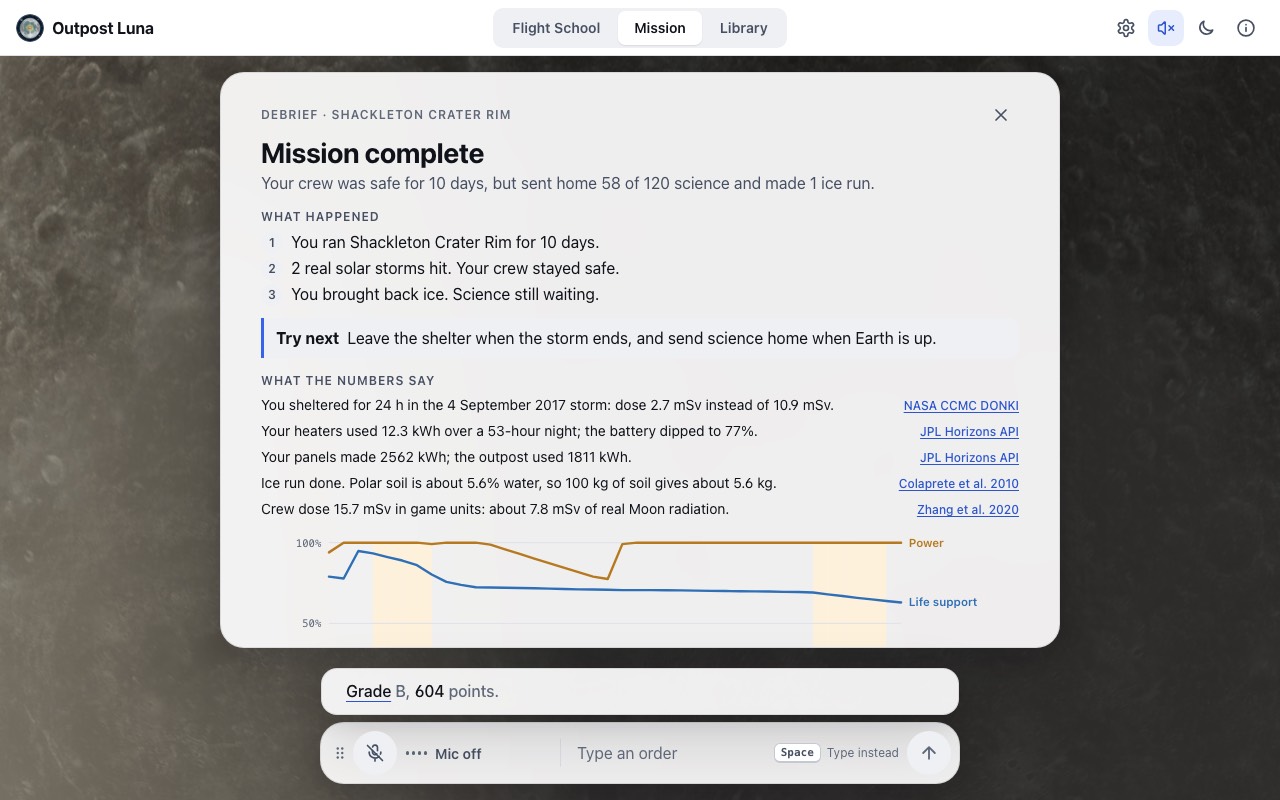 Outpost Luna
Flight School
Mission
Library
DEBRIEF · SHACKLETON CRATER RIM
Mission complete
Your crew was safe for 10 days, but sent home 58 of 120 science and made 1 ice run.
WHAT HAPPENED
1 You ran Shackleton Crater Rim for 10 days.
2 2 real solar storms hit. Your crew stayed safe.
3 You brought back ice. Science still waiting.
Try next Leave the shelter when the storm ends, and send science home when Earth is up.
WHAT THE NUMBERS SAY
You sheltered for 24 h in the 4 September 2017 storm: dose 2.7 mSv instead of 10.9 mSv. NASA CCMC DONKI
Your heaters used 12.3 kWh over a 53-hour night; the battery dipped to 77%. JPL Horizons API
Your panels made 2562 kWh; the outpost used 1811 kWh. JPL Horizons API
Ice run done. Polar soil is about 5.6% water, so 100 kg of soil gives about 5.6 kg. Colaprete et al. 2010
Crew dose 15.7 mSv in game units: about 7.8 mSv of real Moon radiation. Zhang et al. 2020
100% Power
Life support
50%
Grade B, 604 points.
Mic off Type an order Space Type instead